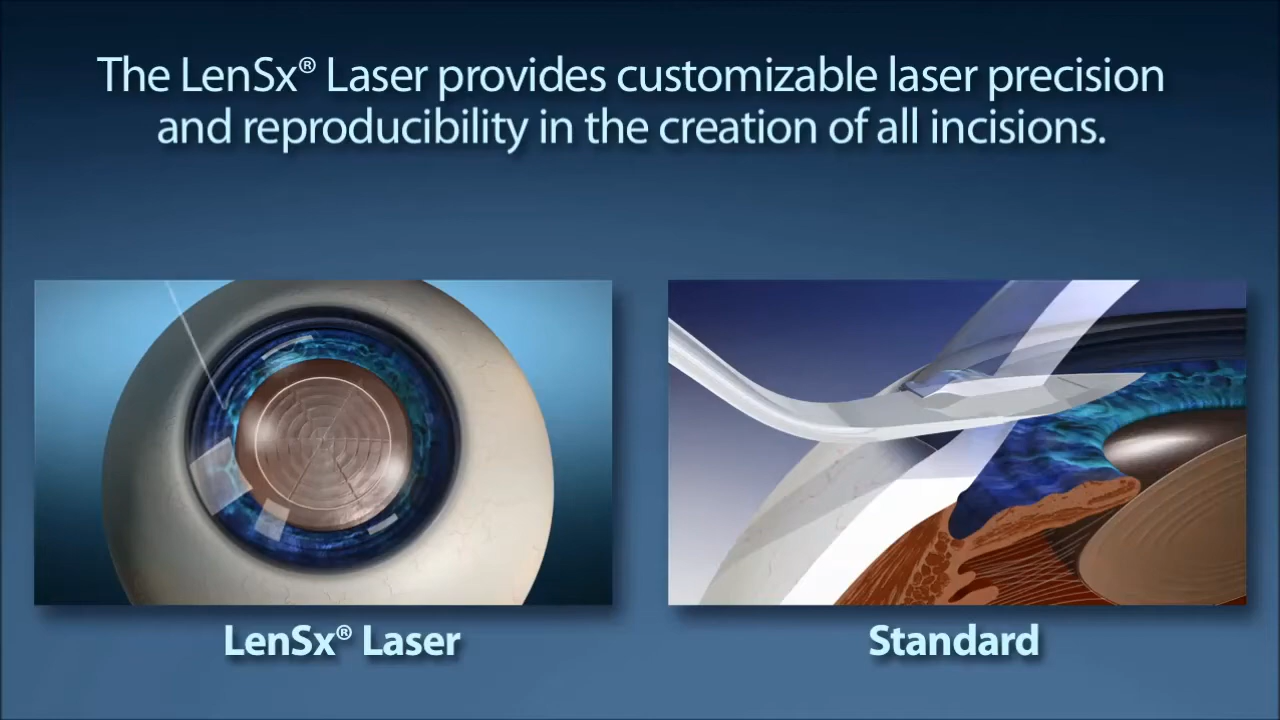 The LenSx® Laser provides customizable laser precision
and reproducibility in the creation of all incisions.
LenSx® Laser
Standard